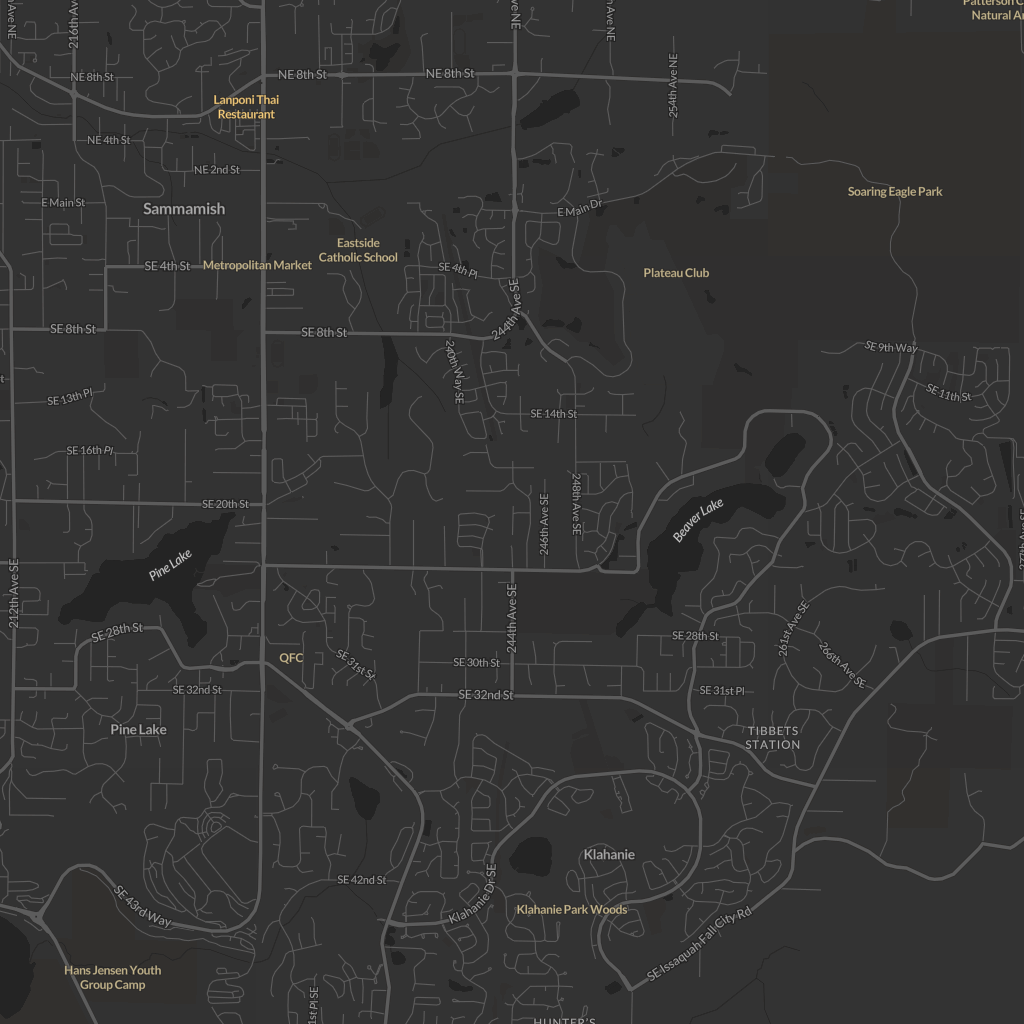 Patterson C
Natural Ar
216th Av
NE 8th St
NE 8th St
NE 8th St
254th Ave NE
Lanponi Thai
Restaurant
NE 4th St
NE 2nd St
E Main St
Sammamish
E Main Dr
Soaring Eagle Park
Eastside
Catholic School
SE 4th St
Metropolitan Market
SE 4th Pl
Plateau Club
SE 8th St
SE 8th St
244th Ave SE
240th Way SE
SE 9th Way
SE 11th St
SE 13th Pl
SE 14th St
SE 16th Pl
SE 20th St
246th Ave SE
248th Ave SE
Beaver Lake
Pine Lake
212th Ave SE
244th Ave SE
SE 28th St
SE 28th St
261st Ave SE
266th Ave SE
QFC
SE 31st St
SE 30th St
SE 32nd St
SE 32nd St
SE 31st Pl
Pine Lake
TIBBETS
STATION
Klahanie
SE 42nd St
SE 43rd Way
Klahanie Dr SE
Klahanie Park Woods
SE Issaquah Fall City Rd
Hans Jensen Youth
Group Camp
1st Pl SE
HUNTER'S